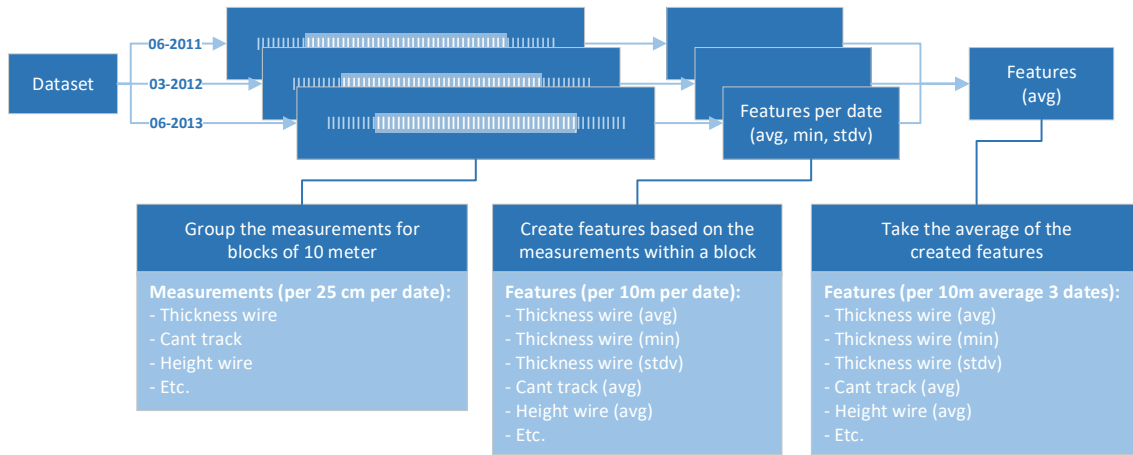 Dataset
06-2011
03-2012
06-2013
Features per date
(avg, min, stdv)
Features
(avg)
Group the measurements for
blocks of 10 meter
Measurements (per 25 cm per date):
- Thickness wire
- Cant track
- Height wire
- Etc.
Create features based on the
measurements within a block
Features (per 10m per date):
- Thickness wire (avg)
- Thickness wire (min)
- Thickness wire (stdv)
- Cant track (avg)
- Height wire (avg)
- Etc.
Take the average of the
created features
Features (per 10m average 3 dates):
- Thickness wire (avg)
- Thickness wire (min)
- Thickness wire (stdv)
- Cant track (avg)
- Height wire (avg)
- Etc.